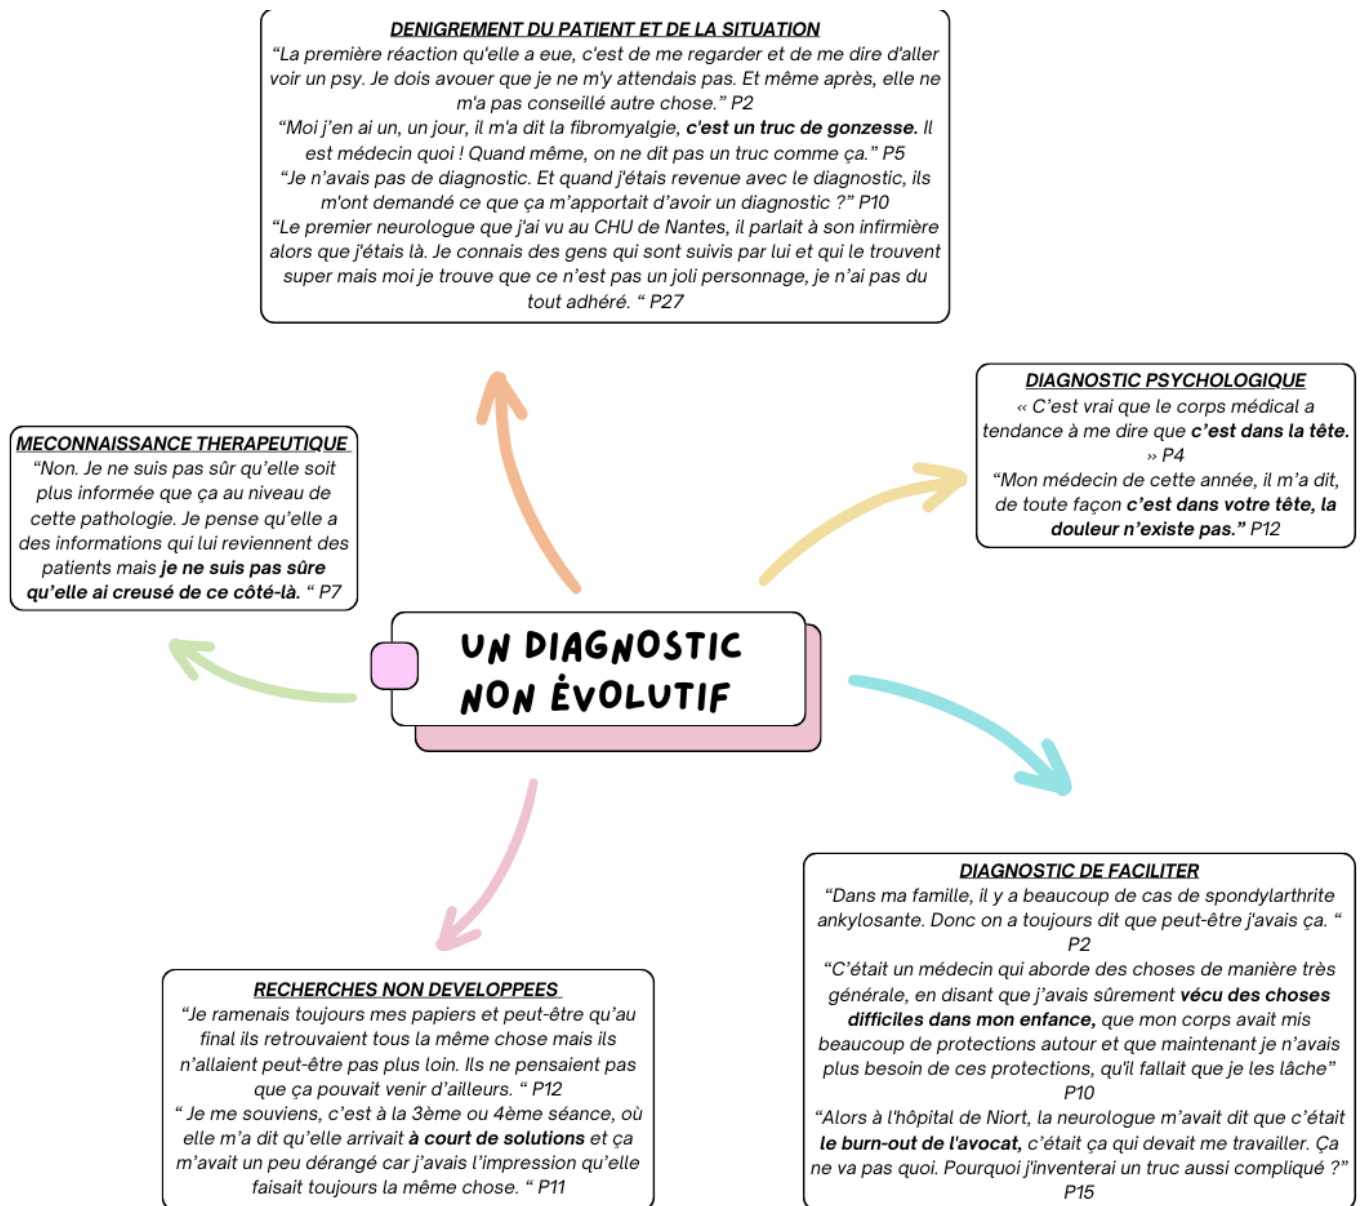 DENIGREMENT DU PATIENT ET DE LA SITUATION
“La première réaction qu'elle a eue, c'est de me regarder et de me dire d'aller
voir un psy. Je dois avouer que je ne m'y attendais pas. Et même après, elle ne
m'a pas conseillé autre chose.” P2
“Moi j’en ai un, un jour, il m'a dit la fibromyalgie, c'est un truc de gonzesse. Il
est médecin quoi ! Quand même, on ne dit pas un truc comme ça.” P5
“Je n’avais pas de diagnostic. Et quand j'étais revenue avec le diagnostic, ils
m'ont demandé ce que ça m’apportait d’avoir un diagnostic ?” P10
“Le premier neurologue que j'ai vu au CHU de Nantes, il parlait à son infirmière
alors que j'étais là. Je connais des gens qui sont suivis par lui et qui le trouvent
super mais moi je trouve que ce n’est pas un joli personnage, je n’ai pas du
tout adhéré. “ P27
DIAGNOSTIC PSYCHOLOGIQUE
« C’est vrai que le corps médical a
tendance à me dire que c’est dans la tête.
» P4
“Mon médecin de cette année, il m’a dit,
de toute façon c’est dans votre tête, la
douleur n’existe pas.” P12
MECONNAISSANCE THERAPEUTIQUE
“Non. Je ne suis pas sûr qu’elle soit
plus informée que ça au niveau de
cette pathologie. Je pense qu’elle a
des informations qui lui reviennent des
patients mais je ne suis pas sûre
qu’elle ai creusé de ce côté-là. “ P7
UN DIAGNOSTIC
NON ÉVOLUTIF
DIAGNOSTIC DE FACILITER
“Dans ma famille, il y a beaucoup de cas de spondylarthrite
ankylosante. Donc on a toujours dit que peut-être j'avais ça. “
P2
“C’était un médecin qui aborde des choses de manière très
générale, en disant que j’avais sûrement vécu des choses
difficiles dans mon enfance, que mon corps avait mis
beaucoup de protections autour et que maintenant je n’avais
plus besoin de ces protections, qu'il fallait que je les lâche”
P10
“Alors à l'hôpital de Niort, la neurologue m’avait dit que c’était
le burn-out de l'avocat, c’était ça qui devait me travailler. Ça
ne va pas quoi. Pourquoi j'inventerai un truc aussi compliqué ?”
P15
RECHERCHES NON DEVELOPPEES
“Je ramenais toujours mes papiers et peut-être qu’au
final ils retrouvaient tous la même chose mais ils
n’allaient peut-être pas plus loin. Ils ne pensaient pas
que ça pouvait venir d’ailleurs. “ P12
“ Je me souviens, c’est à la 3ème ou 4ème séance, où
elle m’a dit qu’elle arrivait à court de solutions et ça
m’avait un peu dérangé car j’avais l’impression qu’elle
faisait toujours la même chose. “ P11